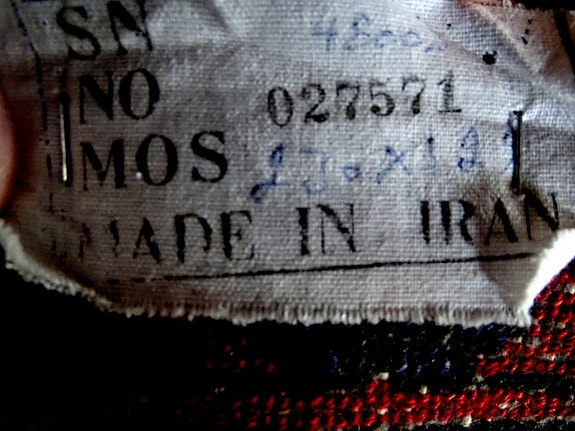 SN
NO 027571
MOS
MADE IN IRAN